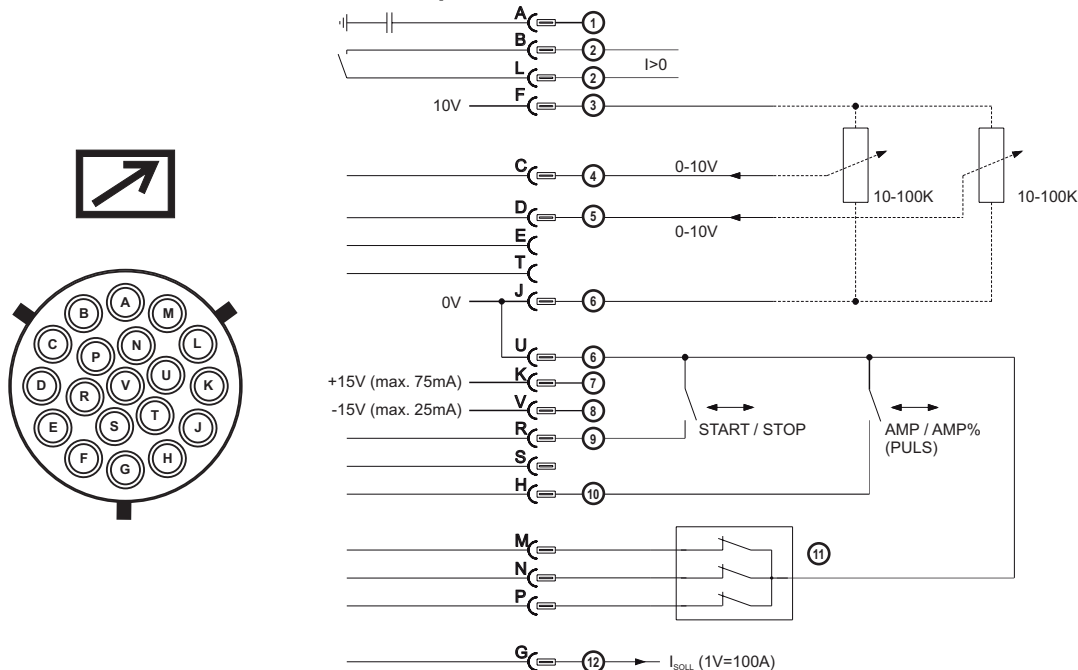 A 1
B 2
L 2 I>0
10V F 3
C 4 0-10V 10-100K 10-100K
D 5 0-10V
E
T
0V J 6
U 6
+15V (max. 75mA) K 7
-15V (max. 25mA) V 8
R 9 START / STOP AMP / AMP%
(PULS)
S
H 10
M 11
N
P
G 12 ISOLL (1V=100A)
A
B M
C P N L
D R V U K
E S T J
F G H